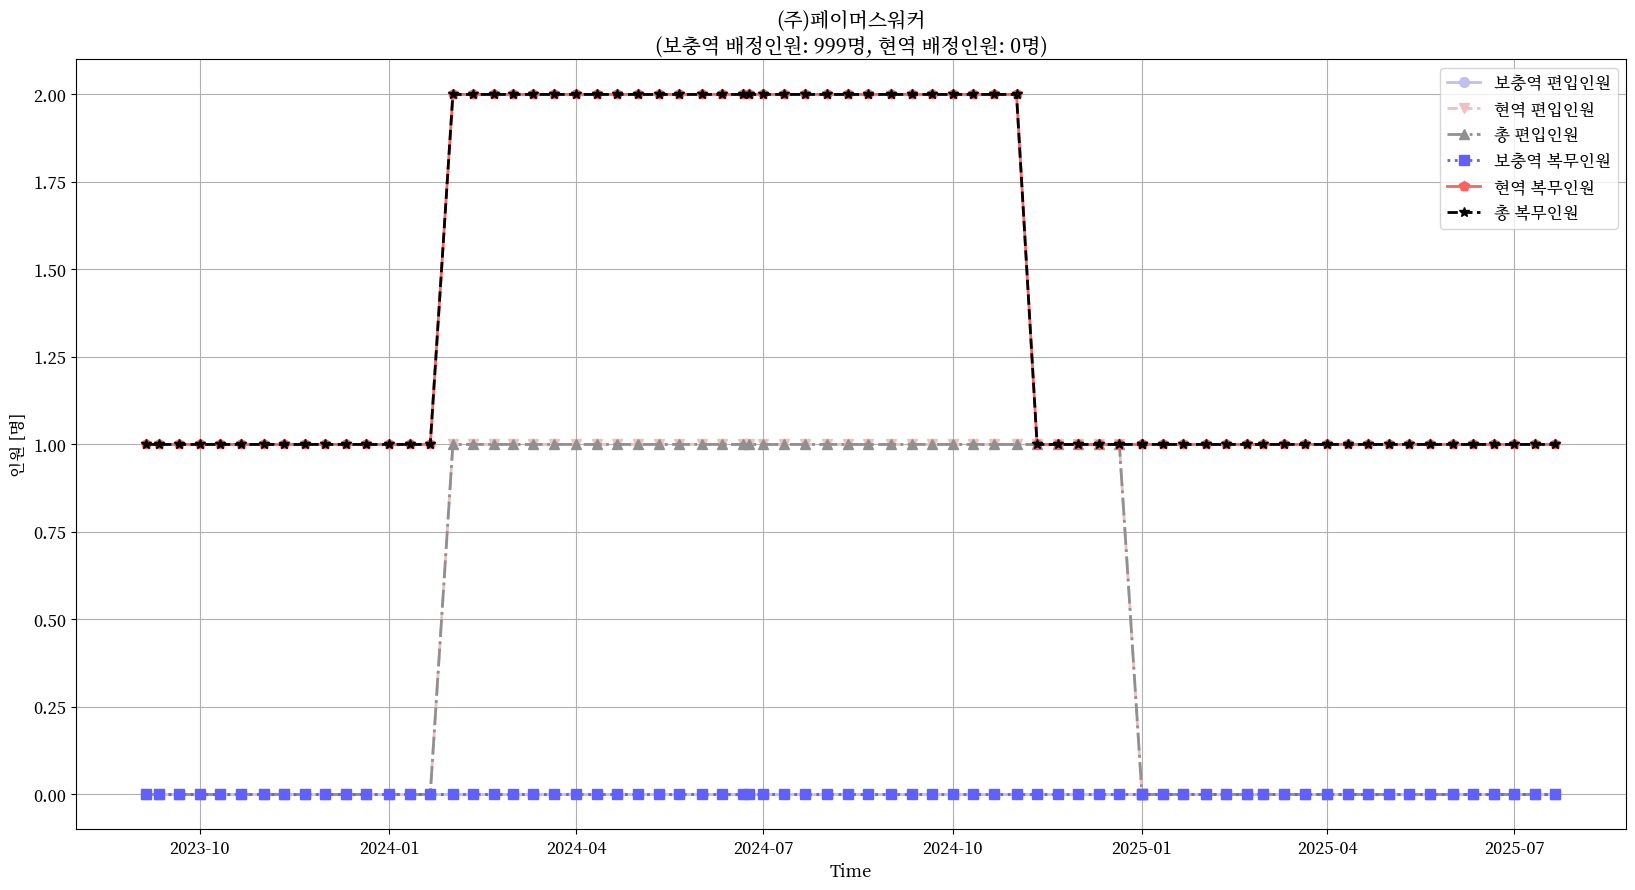 (주)페이머스워커
(보충역 배정인원: 999명, 현역 배정인원: 0명)
보충역 편입인원
현역 편입인원
총 편입인원
보충역 복무인원
현역 복무인원
총 복무인원
인원 [명]
2.00
1.75
1.50
1.25
1.00
0.75
0.50
0.25
0.00
2023-10
2024-01
2024-04
2024-07
2024-10
2025-01
2025-04
2025-07
Time